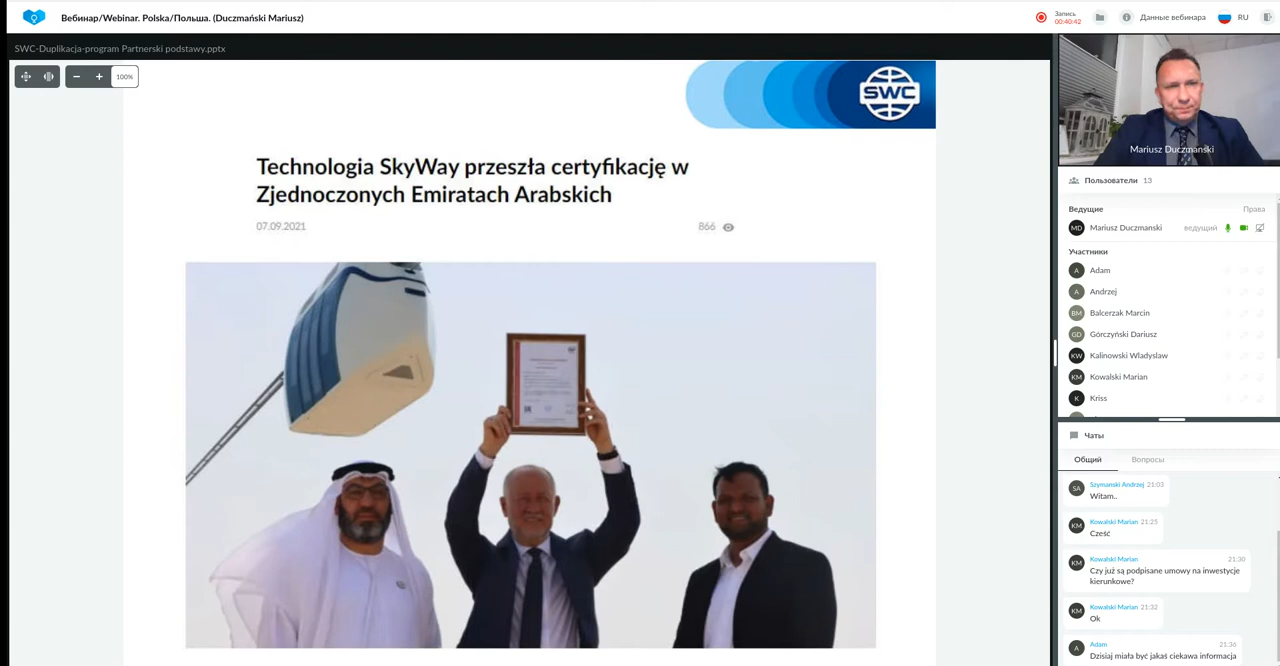 Вебинар/Webinar. Polska/Польша. (Duczmański Mariusz)
Запись
00:40:42
Данные вебинара
RU
SWC-Duplikacja-program Partnerski podstawy.pptx
100%
SWC
Technologia SkyWay przeszła certyfikację w
Zjednoczonych Emiratach Arabskich
07.09.2021
866
Mariusz Duczmański
Пользователи 13
Ведущие
Права
MD Mariusz Duczmanski ведущий
Участники
A Adam
A Andrzej
BM Balcerzak Marcin
GD Górczyński Dariusz
KW Kalinowski Wladyslaw
KM Kowalski Marian
K Kriss
Чаты
Общий Вопросы
SA Szymanski Andrzej 21:03
Witam..
KM Kowalski Marian 21:25
Cześć
KM Kowalski Marian 21:30
Czy już są podpisane umowy na inwestycje
kierunkowe?
KM Kowalski Marian 21:32
Ok
A Adam 21:36
Dzisiaj miała być jakaś ciekawa informacja